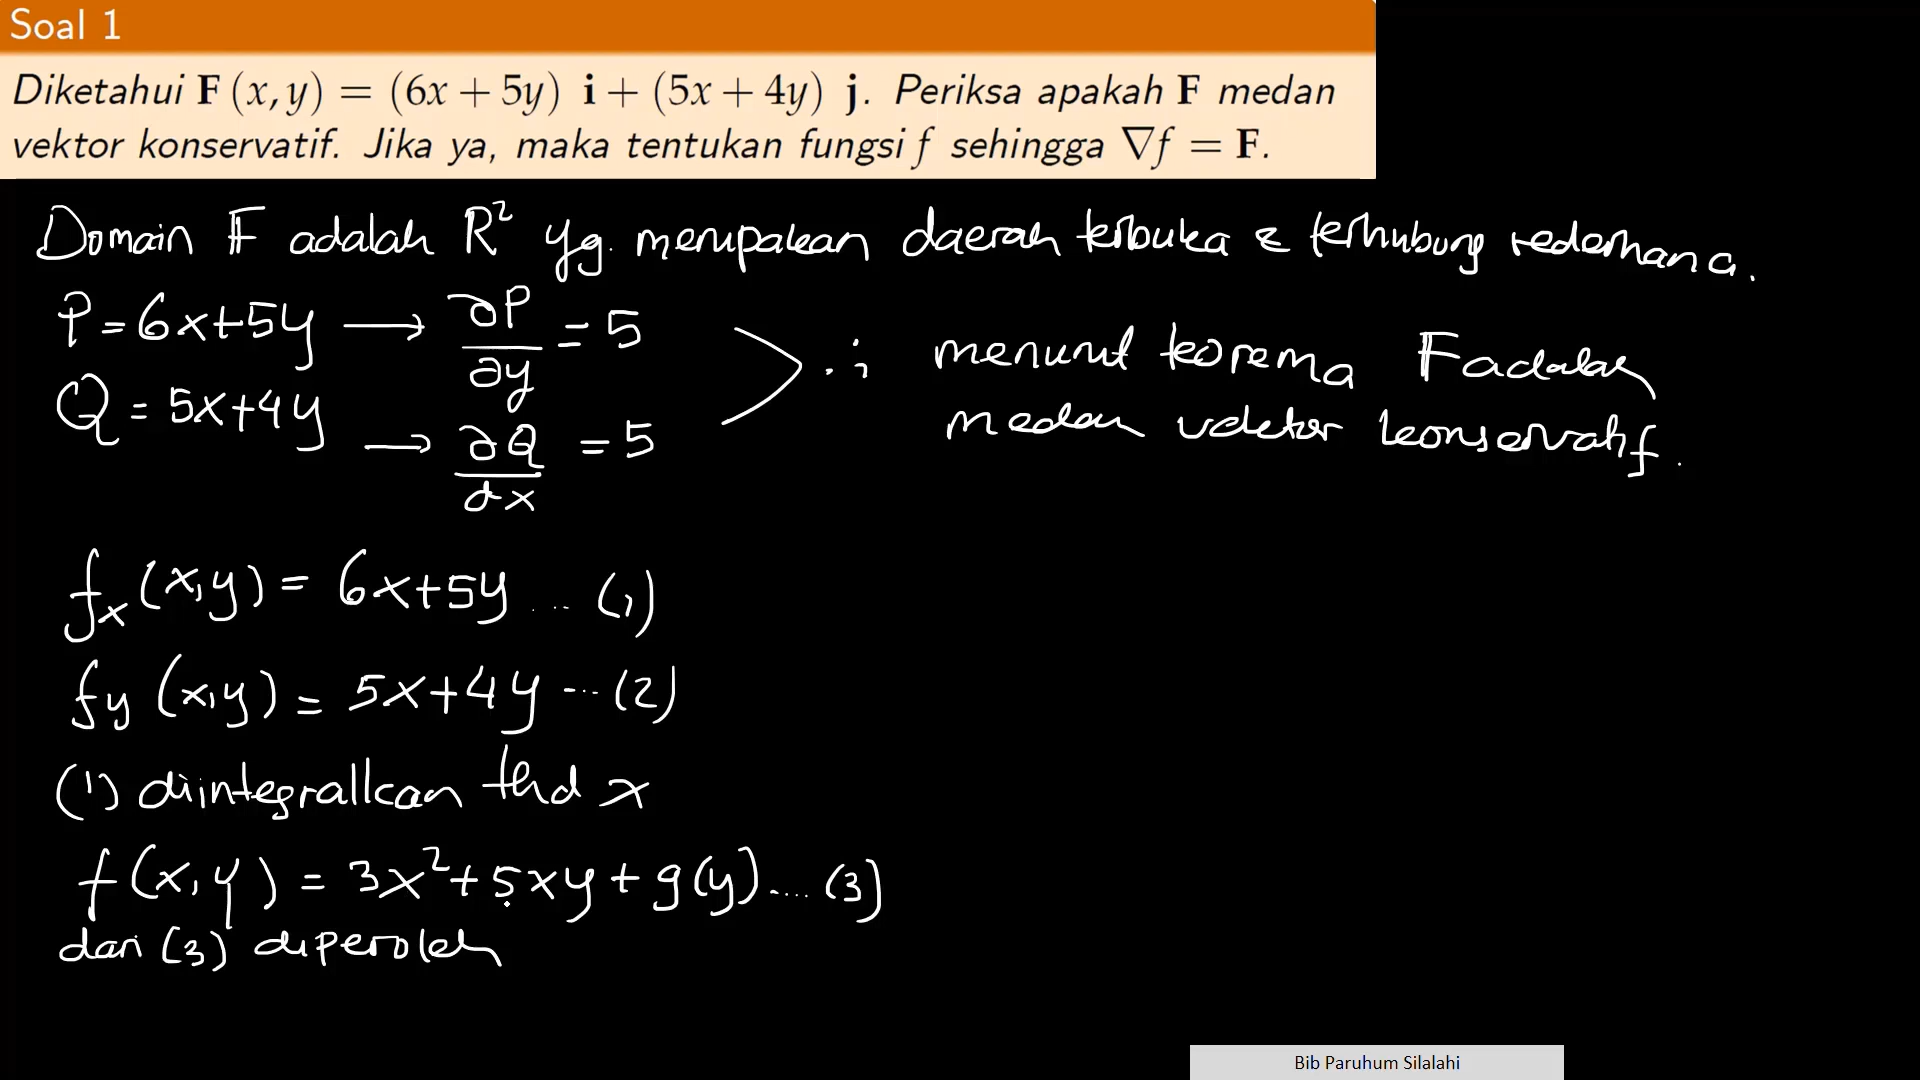 Soal 1
Diketahui F (x, y) = (6x + 5y) i + (5x + 4y) j. Periksa apakah F medan
vektor konservatif. Jika ya, maka tentukan fungsi f sehingga ∇f = F.
Domain F adalah R² yg. merupakan daerah terbuka & terhubung sederhana.
P = 6x+5y → ∂P/∂y = 5
Q = 5x+4y → ∂Q/∂x = 5
∴ menurut teorema F adalah
medan vektor konservatif.
fx (x,y) = 6x+5y ... (1)
fy (x,y) = 5x+4y ... (2)
(1) diintegralkan thd x
f(x,y) = 3x²+5xy+g(y).... (3)
dari (3) diperoleh
Bib Paruhum Silalahi